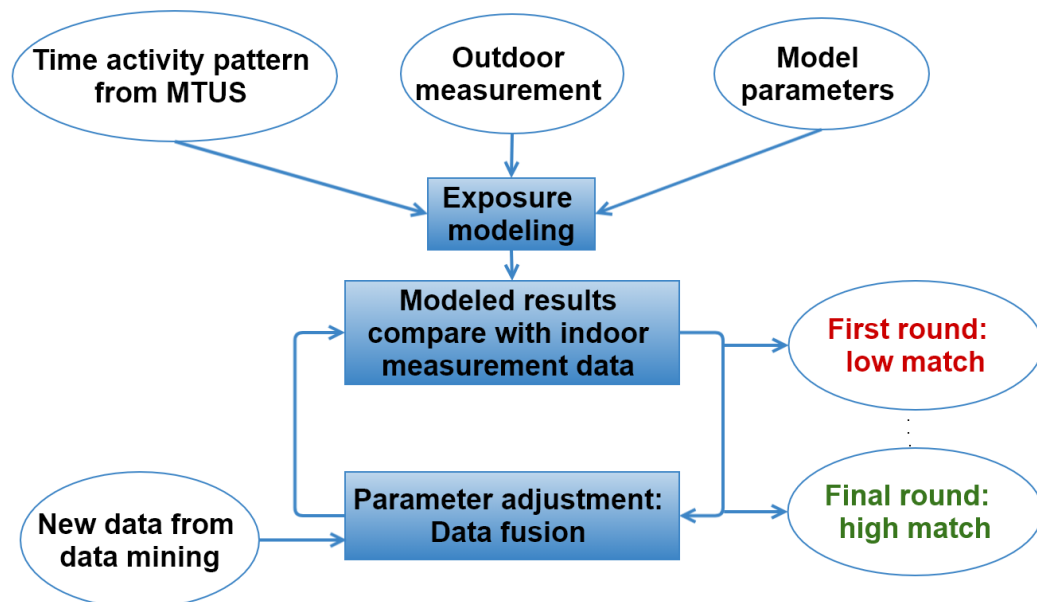 Time activity pattern
from MTUS
Outdoor
measurement
Model
parameters
Exposure
modeling
Modeled results
compare with indoor
measurement data
First round:
low match
Parameter adjustment:
Data fusion
Final round:
high match
New data from
data mining